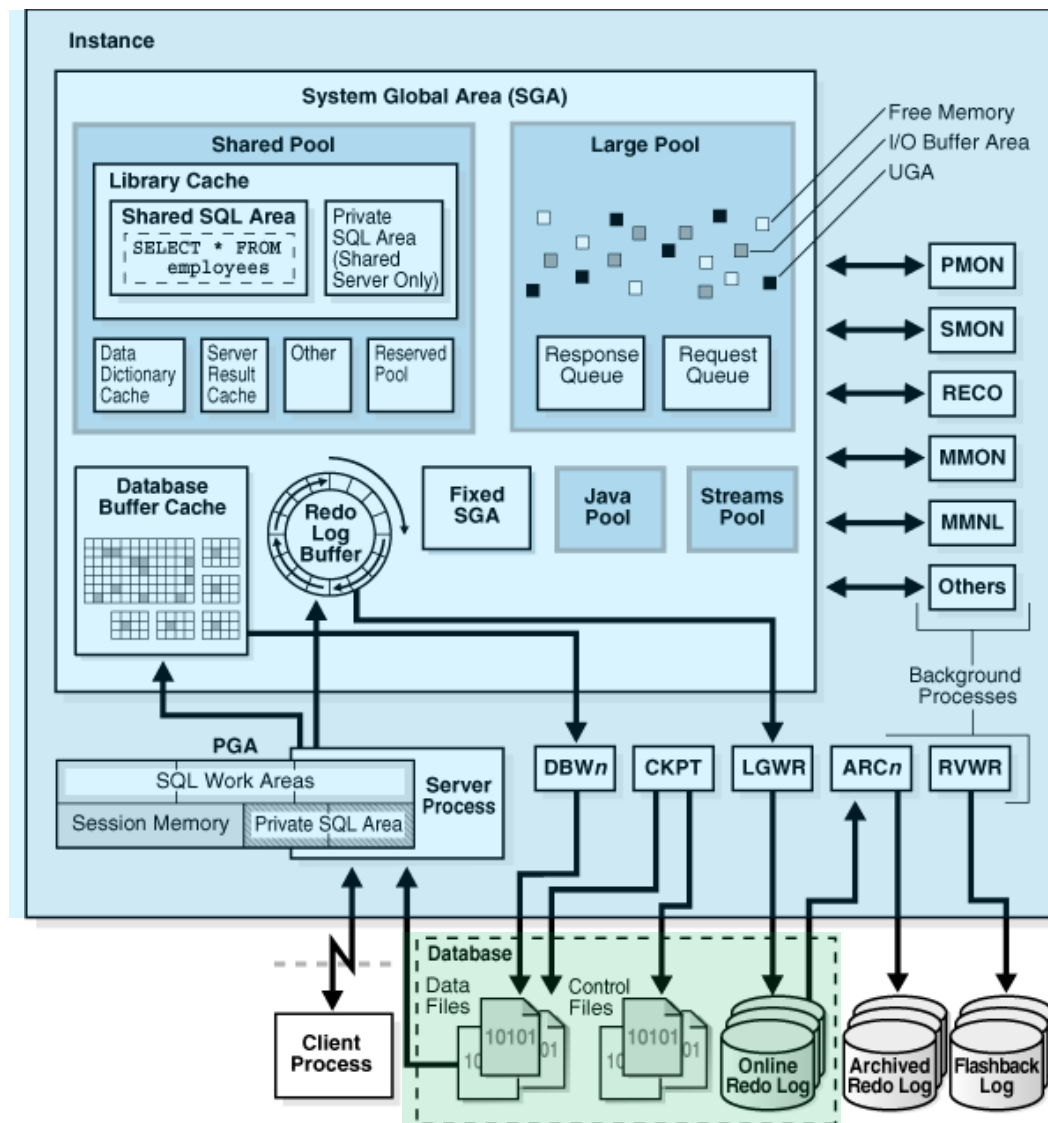 Instance
System Global Area (SGA)
Shared Pool
Library Cache
Shared SQL Area
SELECT * FROM
employees
Private
SQL Area
(Shared
Server Only)
Data
Dictionary
Cache
Server
Result
Cache
Other
Reserved
Pool
Large Pool
Response
Queue
Request
Queue
Free Memory
I/O Buffer Area
UGA
Database
Buffer Cache
Redo
Log
Buffer
Fixed
SGA
Java
Pool
Streams
Pool
PMON
SMON
RECO
MMON
MMNL
Others
Background
Processes
PGA
SQL Work Areas
Session Memory
Private SQL Area
Server
Process
DBWn
CKPT
LGWR
ARCn
RVWR
Client
Process
Database
Data
Files
10101
10
01
Control
Files
10101
10
01
Online
Redo Log
Archived
Redo Log
Flashback
Log